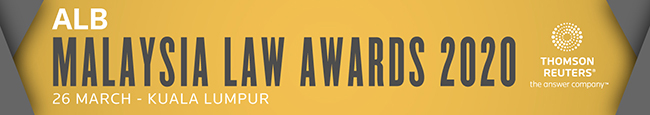 ALB
MALAYSIA LAW AWARDS 2020
26 MARCH - KUALA LUMPUR
THOMSON
REUTERS®
the answer company™